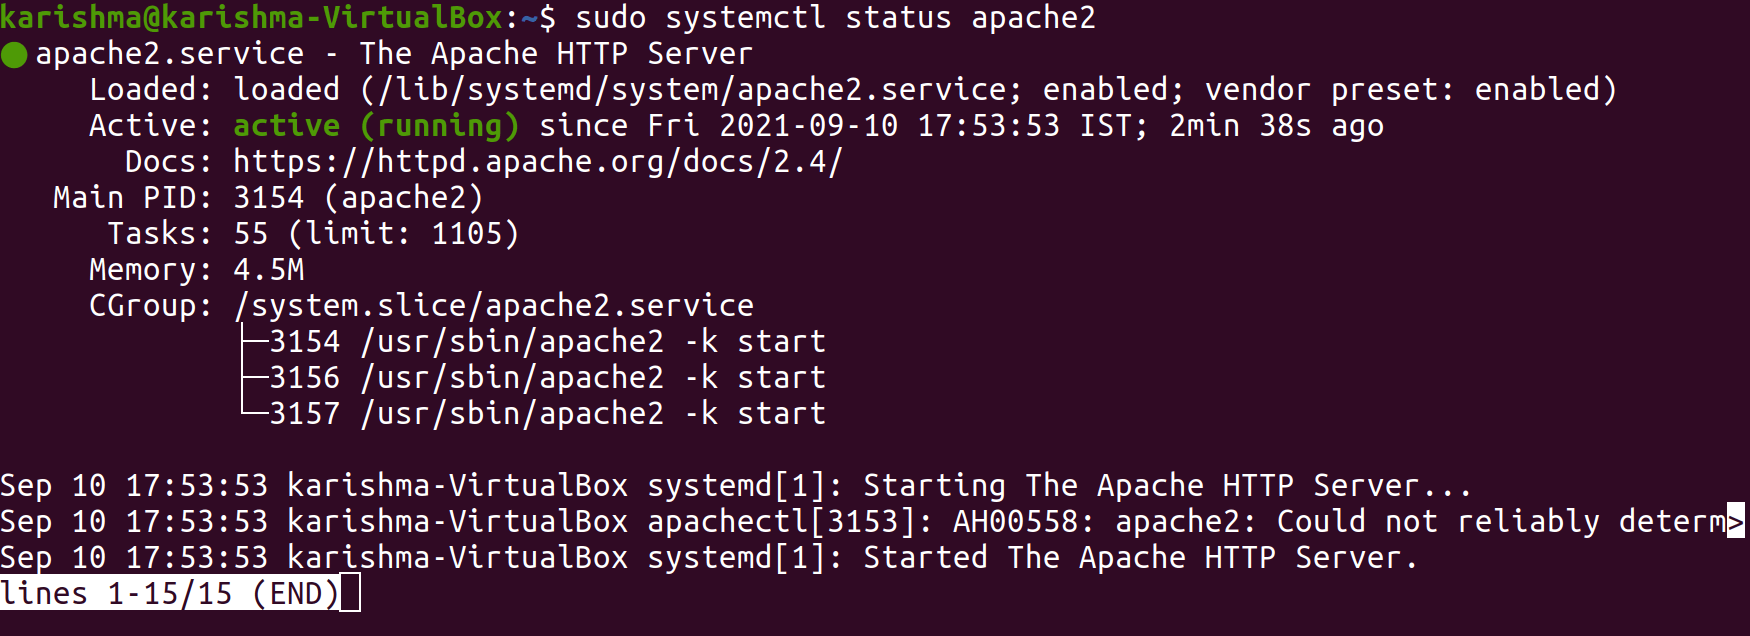 karishma@karishma-VirtualBox:~$ sudo systemctl status apache2
● apache2.service - The Apache HTTP Server
     Loaded: loaded (/lib/systemd/system/apache2.service; enabled; vendor preset: enabled)
     Active: active (running) since Fri 2021-09-10 17:53:53 IST; 2min 38s ago
       Docs: https://httpd.apache.org/docs/2.4/
   Main PID: 3154 (apache2)
      Tasks: 55 (limit: 1105)
     Memory: 4.5M
     CGroup: /system.slice/apache2.service
             ├─3154 /usr/sbin/apache2 -k start
             ├─3156 /usr/sbin/apache2 -k start
             └─3157 /usr/sbin/apache2 -k start

Sep 10 17:53:53 karishma-VirtualBox systemd[1]: Starting The Apache HTTP Server...
Sep 10 17:53:53 karishma-VirtualBox apachectl[3153]: AH00558: apache2: Could not reliably determ>
Sep 10 17:53:53 karishma-VirtualBox systemd[1]: Started The Apache HTTP Server.
lines 1-15/15 (END)